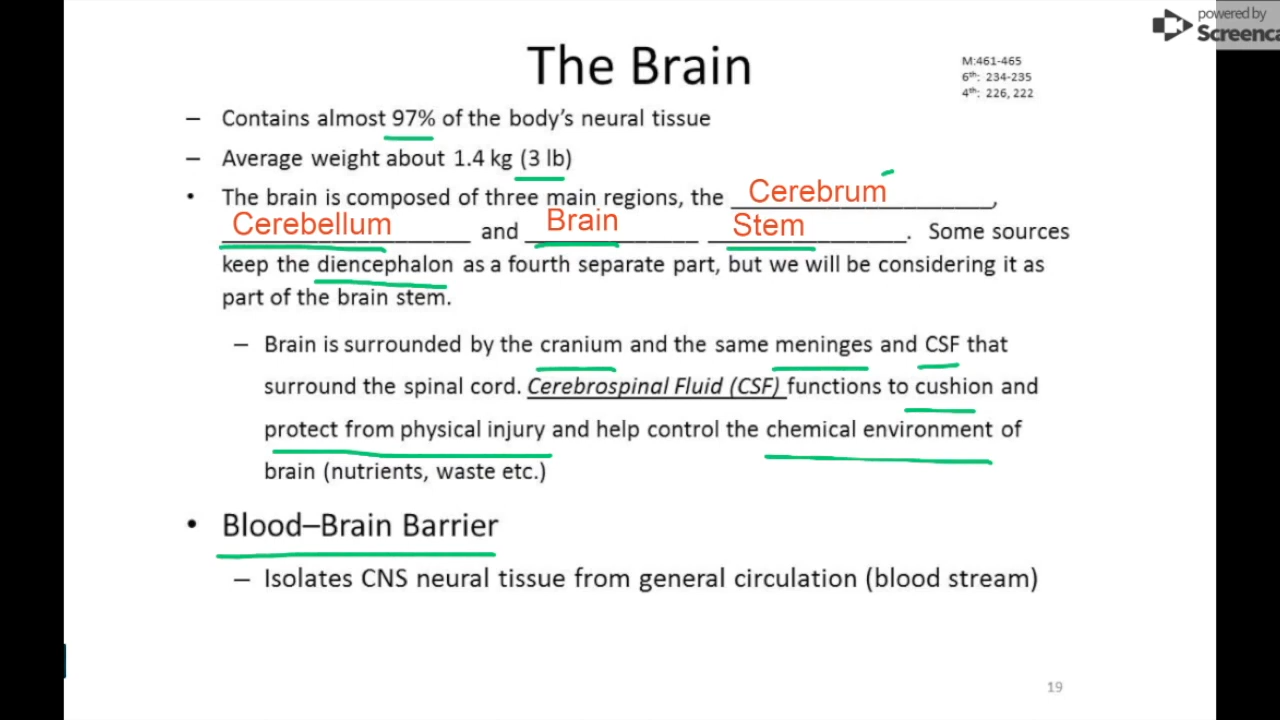 powered by
Screenca
The Brain
M:461-465
6th: 234-235
4th: 226, 222
– Contains almost 97% of the body's neural tissue
– Average weight about 1.4 kg (3 lb)
• The brain is composed of three main regions, the Cerebrum,
Cerebellum and Brain Stem. Some sources
keep the diencephalon as a fourth separate part, but we will be considering it as
part of the brain stem.
– Brain is surrounded by the cranium and the same meninges and CSF that
surround the spinal cord. Cerebrospinal Fluid (CSF) functions to cushion and
protect from physical injury and help control the chemical environment of
brain (nutrients, waste etc.)
• Blood–Brain Barrier
– Isolates CNS neural tissue from general circulation (blood stream)
19